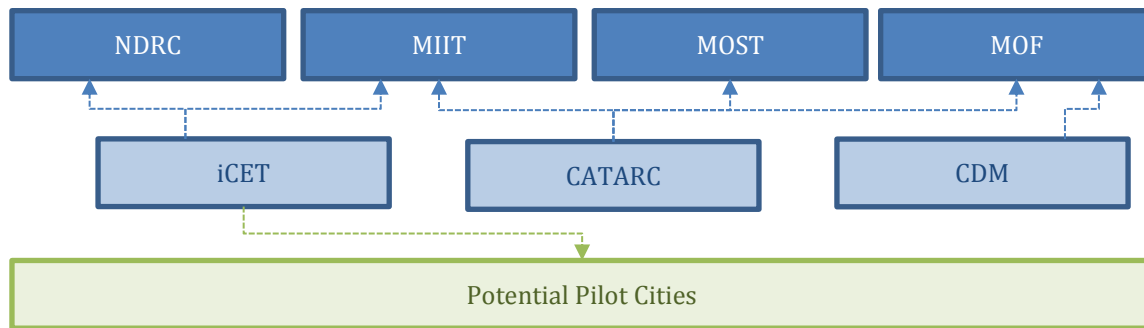 NDRC
MIIT
MOST
MOF
iCET
CATARC
CDM
Potential Pilot Cities